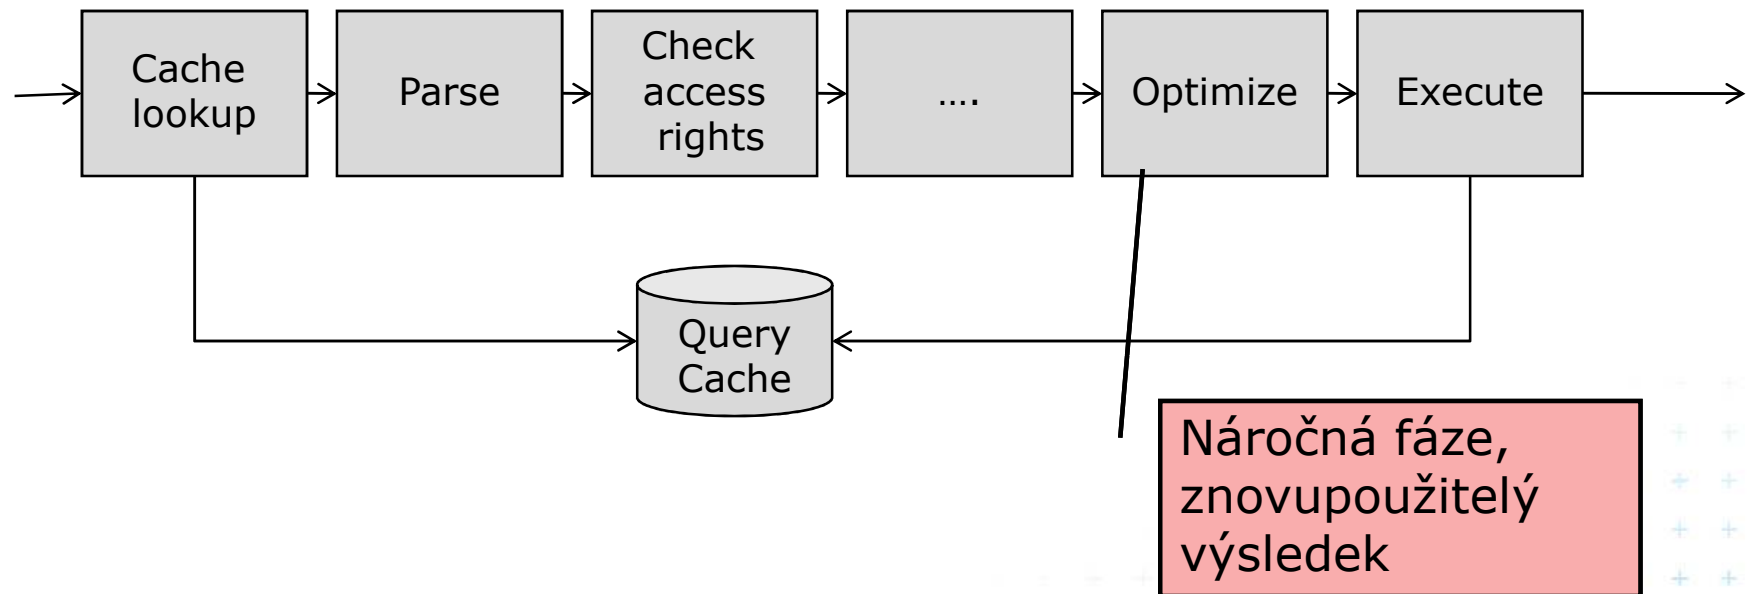 Cache
lookup
Parse
Check
access
rights
....
Optimize
Execute
Query
Cache
Náročná fáze,
znovupoužitelý
výsledek